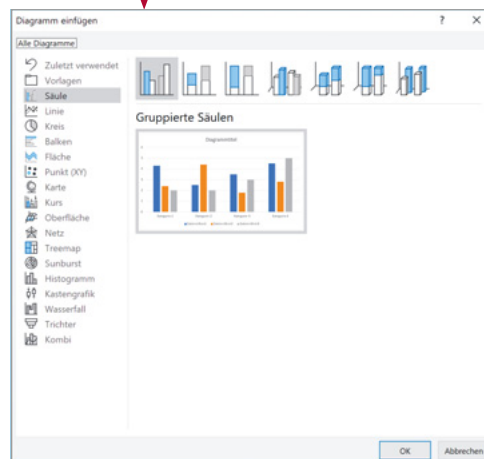 Diagramm einfügen
?
Alle Diagramme
Zuletzt verwendet
Vorlagen
Säule
Linie
Kreis
Balken
Fläche
Punkt (XY)
Karte
Kurs
Oberfläche
Netz
Treemap
Sunburst
Histogramm
Kastengrafik
Wasserfall
Trichter
Kombi
Gruppierte Säulen
Diagrammtitel
OK
Abbrechen